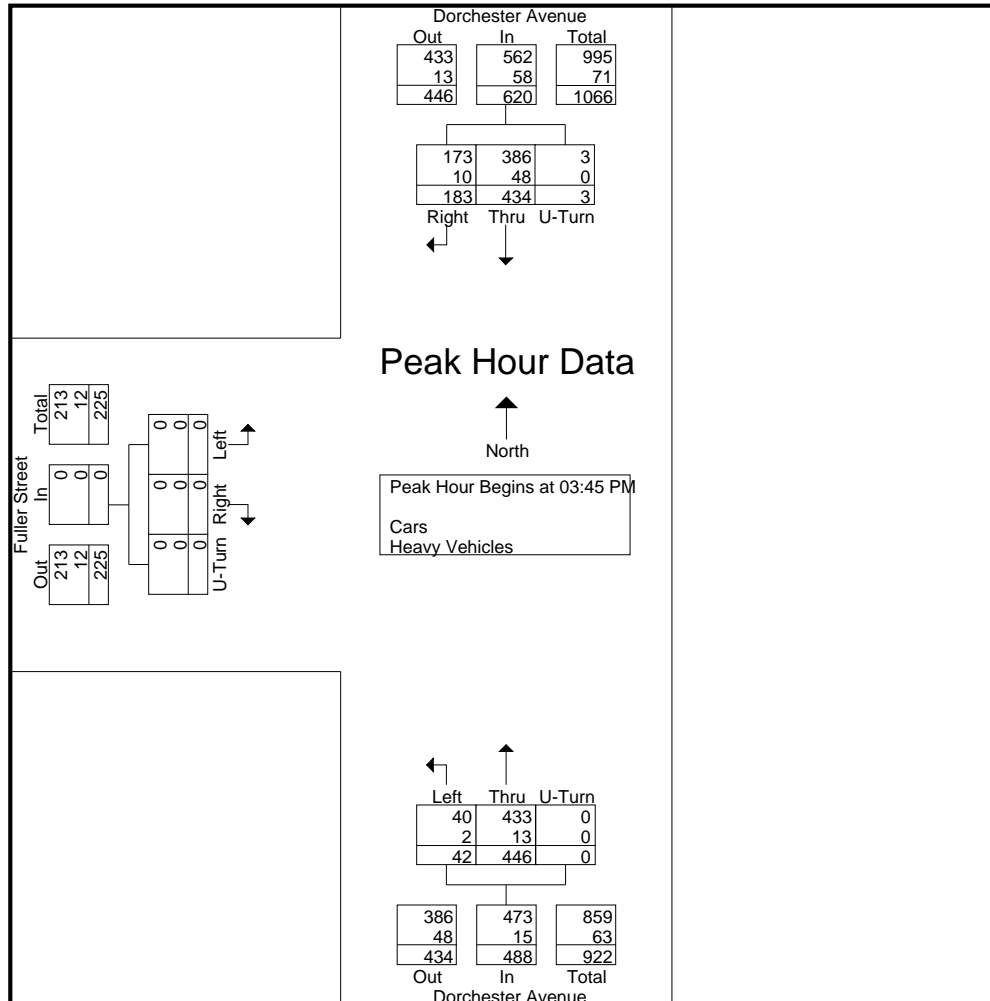 Dorchester Avenue
Out In Total
433 562 995
13 58 71
446 620 1066
173 386 3
10 48 0
183 434 3
Right Thru U-Turn
Peak Hour Data
North
Peak Hour Begins at 03:45 PM
Cars
Heavy Vehicles
Fuller Street
Out In Total
213 0 213
12 0 12
225 0 225
0 0 0
0 0 0
0 0 0
U-Turn Right Left
Left Thru U-Turn
40 433 0
2 13 0
42 446 0
386 473 859
48 15 63
434 488 922
Out In Total
Dorchester Avenue